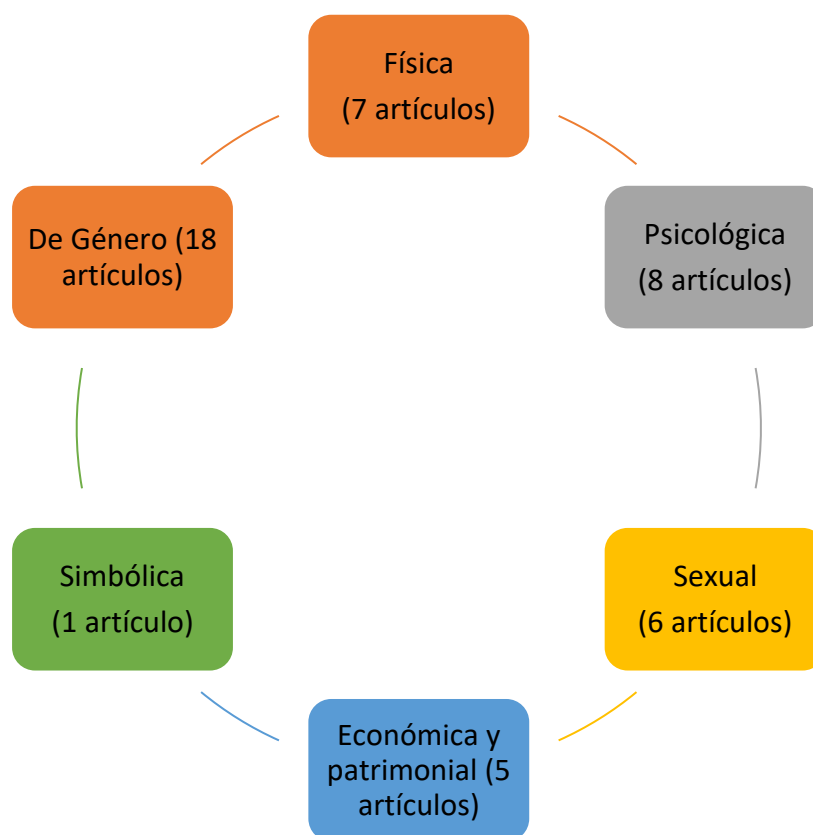 Física
(7 artículos)
De Género (18
artículos)
Psicológica
(8 artículos)
Simbólica
(1 artículo)
Sexual
(6 artículos)
Económica y
patrimonial (5
artículos)